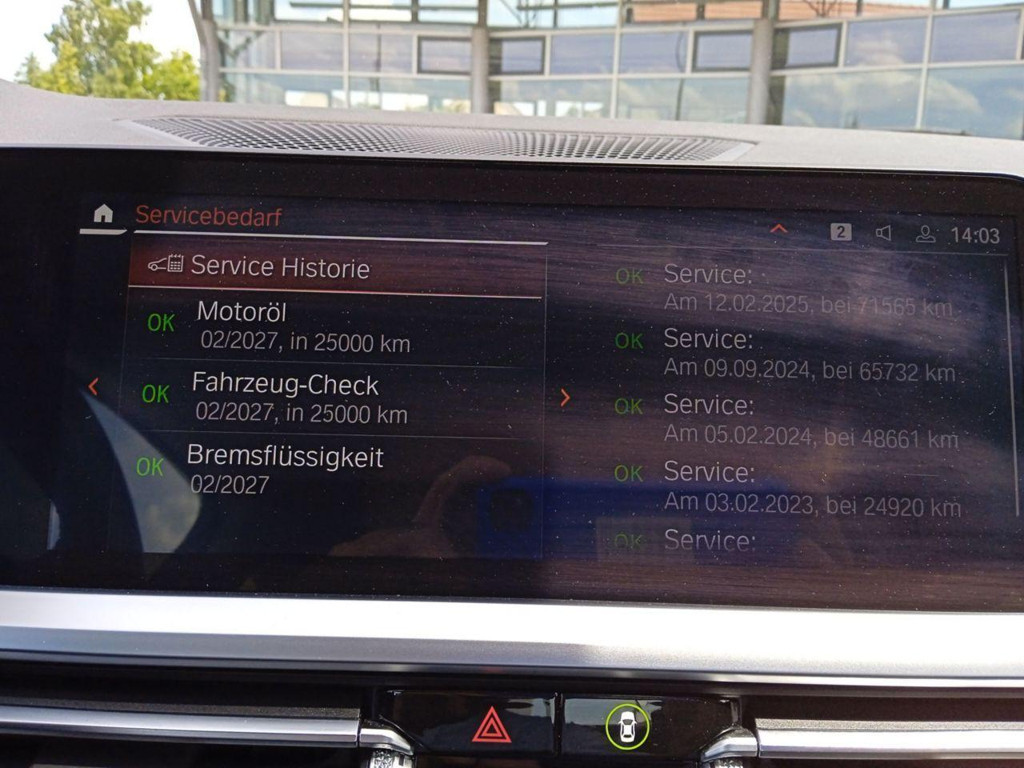 Servicebedarf
2 14:03
Service Historie
OK Motoröl
02/2027, in 25000 km
OK Fahrzeug-Check
02/2027, in 25000 km
OK Bremsflüssigkeit
02/2027
OK Service:
Am 12.02.2025, bei 71565 km
OK Service:
Am 09.09.2024, bei 65732 km
OK Service:
Am 05.02.2024, bei 48661 km
OK Service:
Am 03.02.2023, bei 24920 km
OK Service: